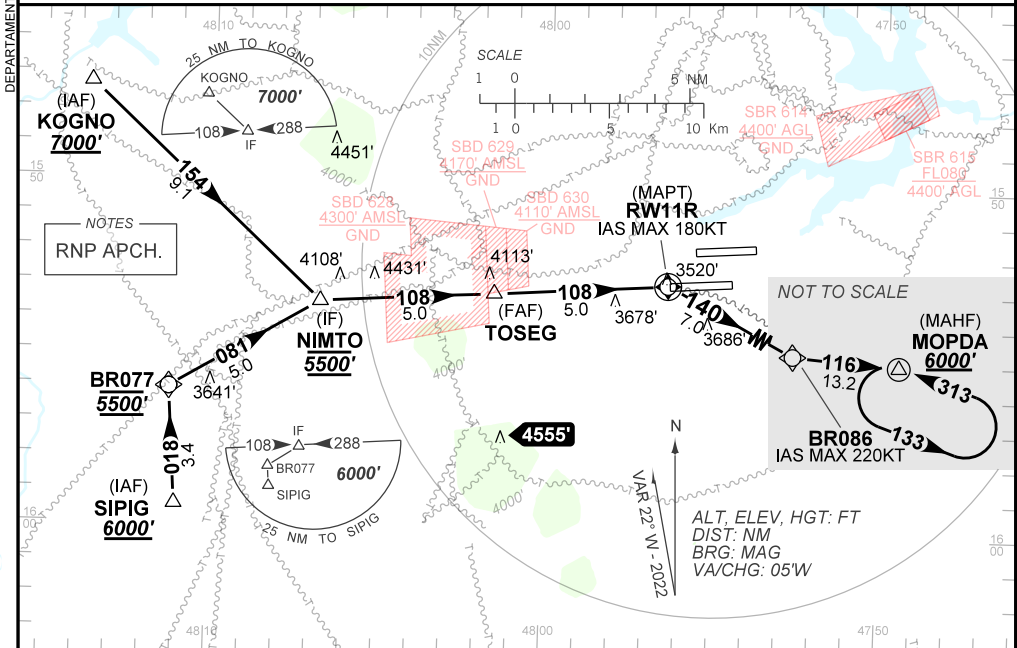 DEPARTAMENT
48|10
48|00
47|50
25 NM TO KOGNO
KOGNO
7000'
108
288
IF
10NM
SCALE
1 0 5 NM
1 0 5 10 Km
(IAF)
KOGNO
7000'
154
9.1
4451'
4000'
15
50
SBR 614
4400' AGL
GND
SBR 613
FL080
4400' AGL
SBD 629
4170' AMSL
GND
SBD 628
4300' AMSL
GND
SBD 630
4110' AMSL
GND
15
50
NOTES
RNP APCH.
(MAPT)
RW11R
IAS MAX 180KT
4108'
4431'
4113'
3520'
108
5.0
108
5.0
3678'
(IF)
NIMTO
5500'
(FAF)
TOSEG
140
7.0
3686'
NOT TO SCALE
(MAHF)
MOPDA
6000'
116
13.2
313
133
BR086
IAS MAX 220KT
081
5.0
BR077
5500'
3641'
4000'
018
3.4
(IAF)
SIPIG
6000'
IF
108
288
BR077
SIPIG
6000'
25 NM TO SIPIG
4555'
4000'
N
VAR 22° W - 2022
ALT, ELEV, HGT: FT
DIST: NM
BRG: MAG
VA/CHG: 05'W
16
00
16
00
48|10
48|00
47|50